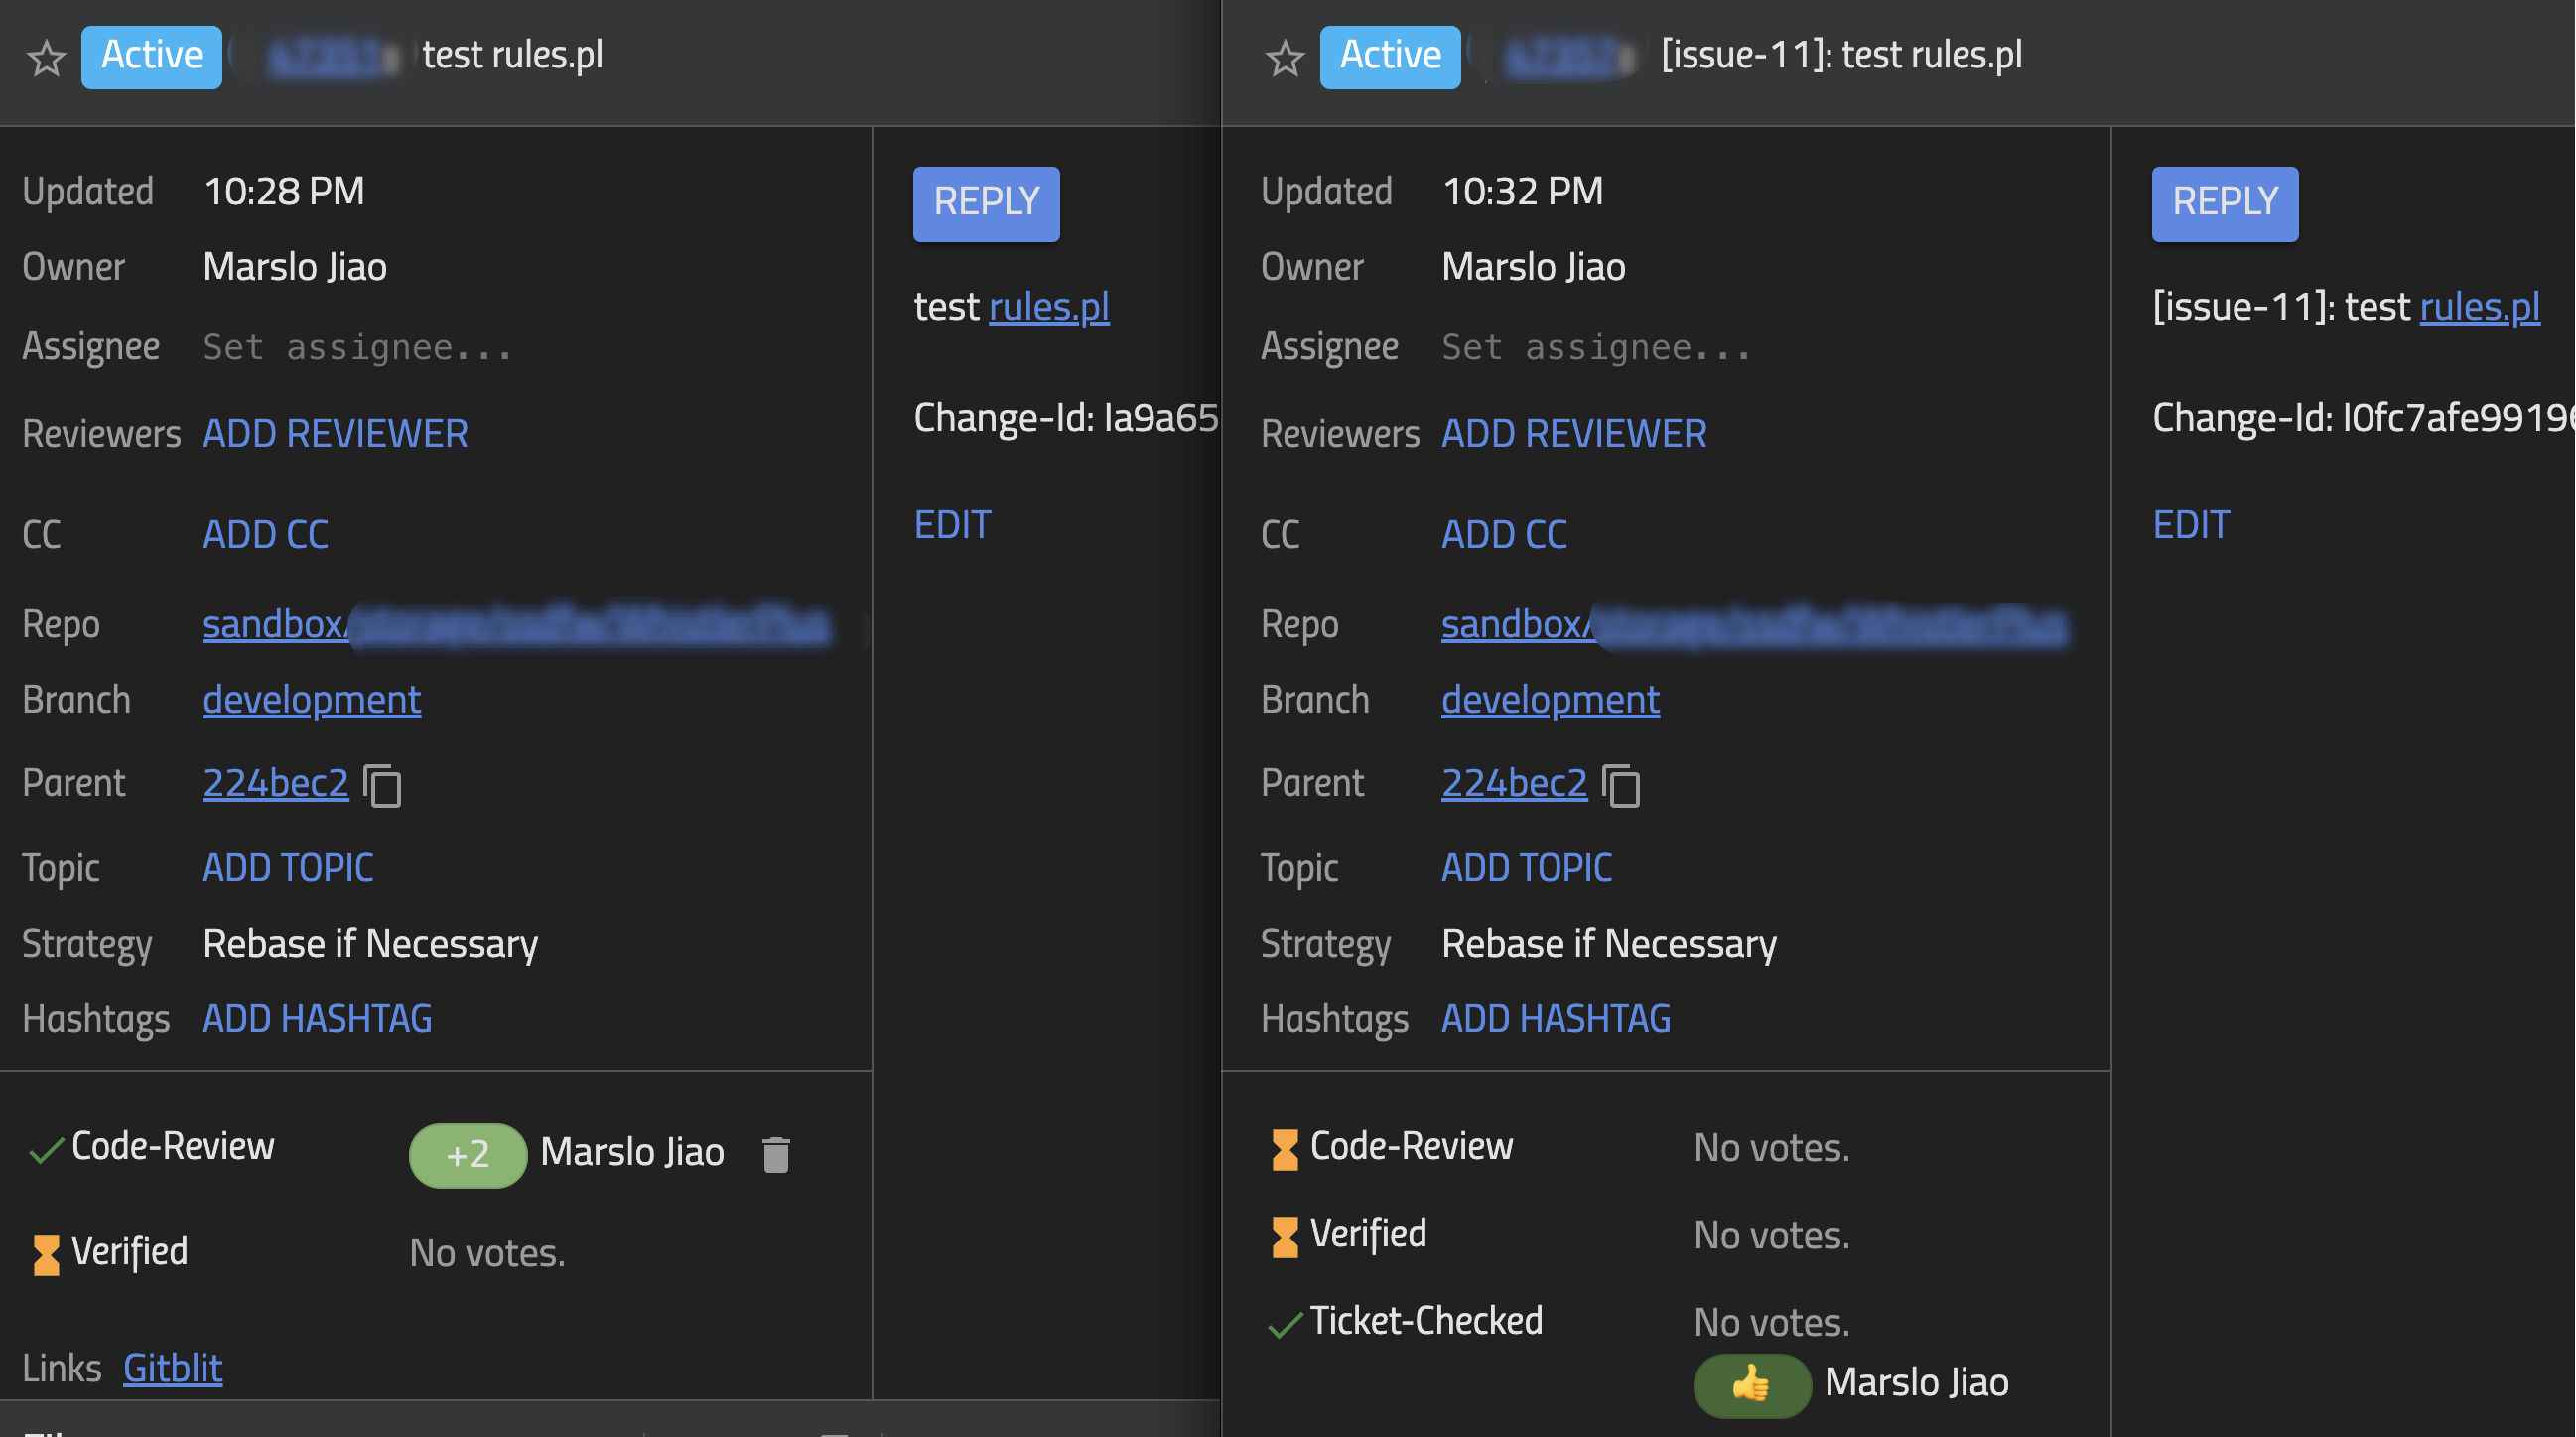 Active test rules.pl
Updated 10:28 PM
Owner Marslo Jiao
Assignee Set assignee...
Reviewers ADD REVIEWER
CC ADD CC
Repo sandbox/
Branch development
Parent 224bec2
Topic ADD TOPIC
Strategy Rebase if Necessary
Hashtags ADD HASHTAG
Code-Review +2 Marslo Jiao
Verified No votes.
Links Gitblit
REPLY
test rules.pl
Change-Id: Ia9a65
EDIT
Active [issue-11]: test rules.pl
Updated 10:32 PM
Owner Marslo Jiao
Assignee Set assignee...
Reviewers ADD REVIEWER
CC ADD CC
Repo sandbox/
Branch development
Parent 224bec2
Topic ADD TOPIC
Strategy Rebase if Necessary
Hashtags ADD HASHTAG
Code-Review No votes.
Verified No votes.
Ticket-Checked No votes.
👍 Marslo Jiao
REPLY
[issue-11]: test rules.pl
Change-Id: I0fc7afe99196
EDIT